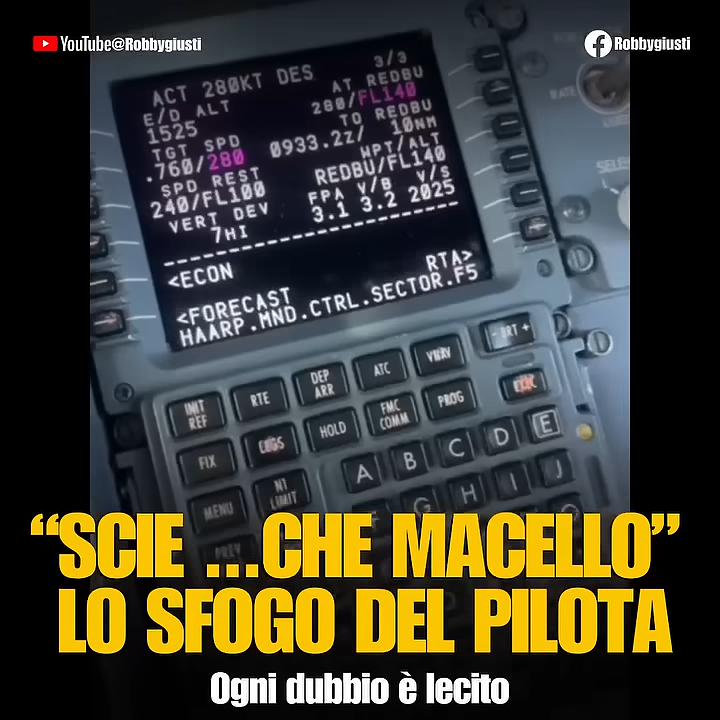 YouTube@Robbygiusti
Robbygiusti
ACT 280KT DES 3/3
E/D ALT AT REDBU
1525 280/FL140
TGT SPD TO REDBU
.760/280 0933.2Z/ 10NM
SPD REST WPT/ALT
240/FL100 REDBU/FL140
VERT DEV FPA V/B V/S
7HI 3.1 3.2 2025
<ECON RTA>
<FORECAST
HAARP.MND.CTRL.SECTOR.F5
- BRT +
INIT REF RTE DEP ARR ATC VNAV
FIX LEGS HOLD FMC COMM PROG EXEC
MENU N1 LIMIT A B C D E
G H I J
“SCIE ...CHE MACELLO”
LO SFOGO DEL PILOTA
Ogni dubbio è lecito